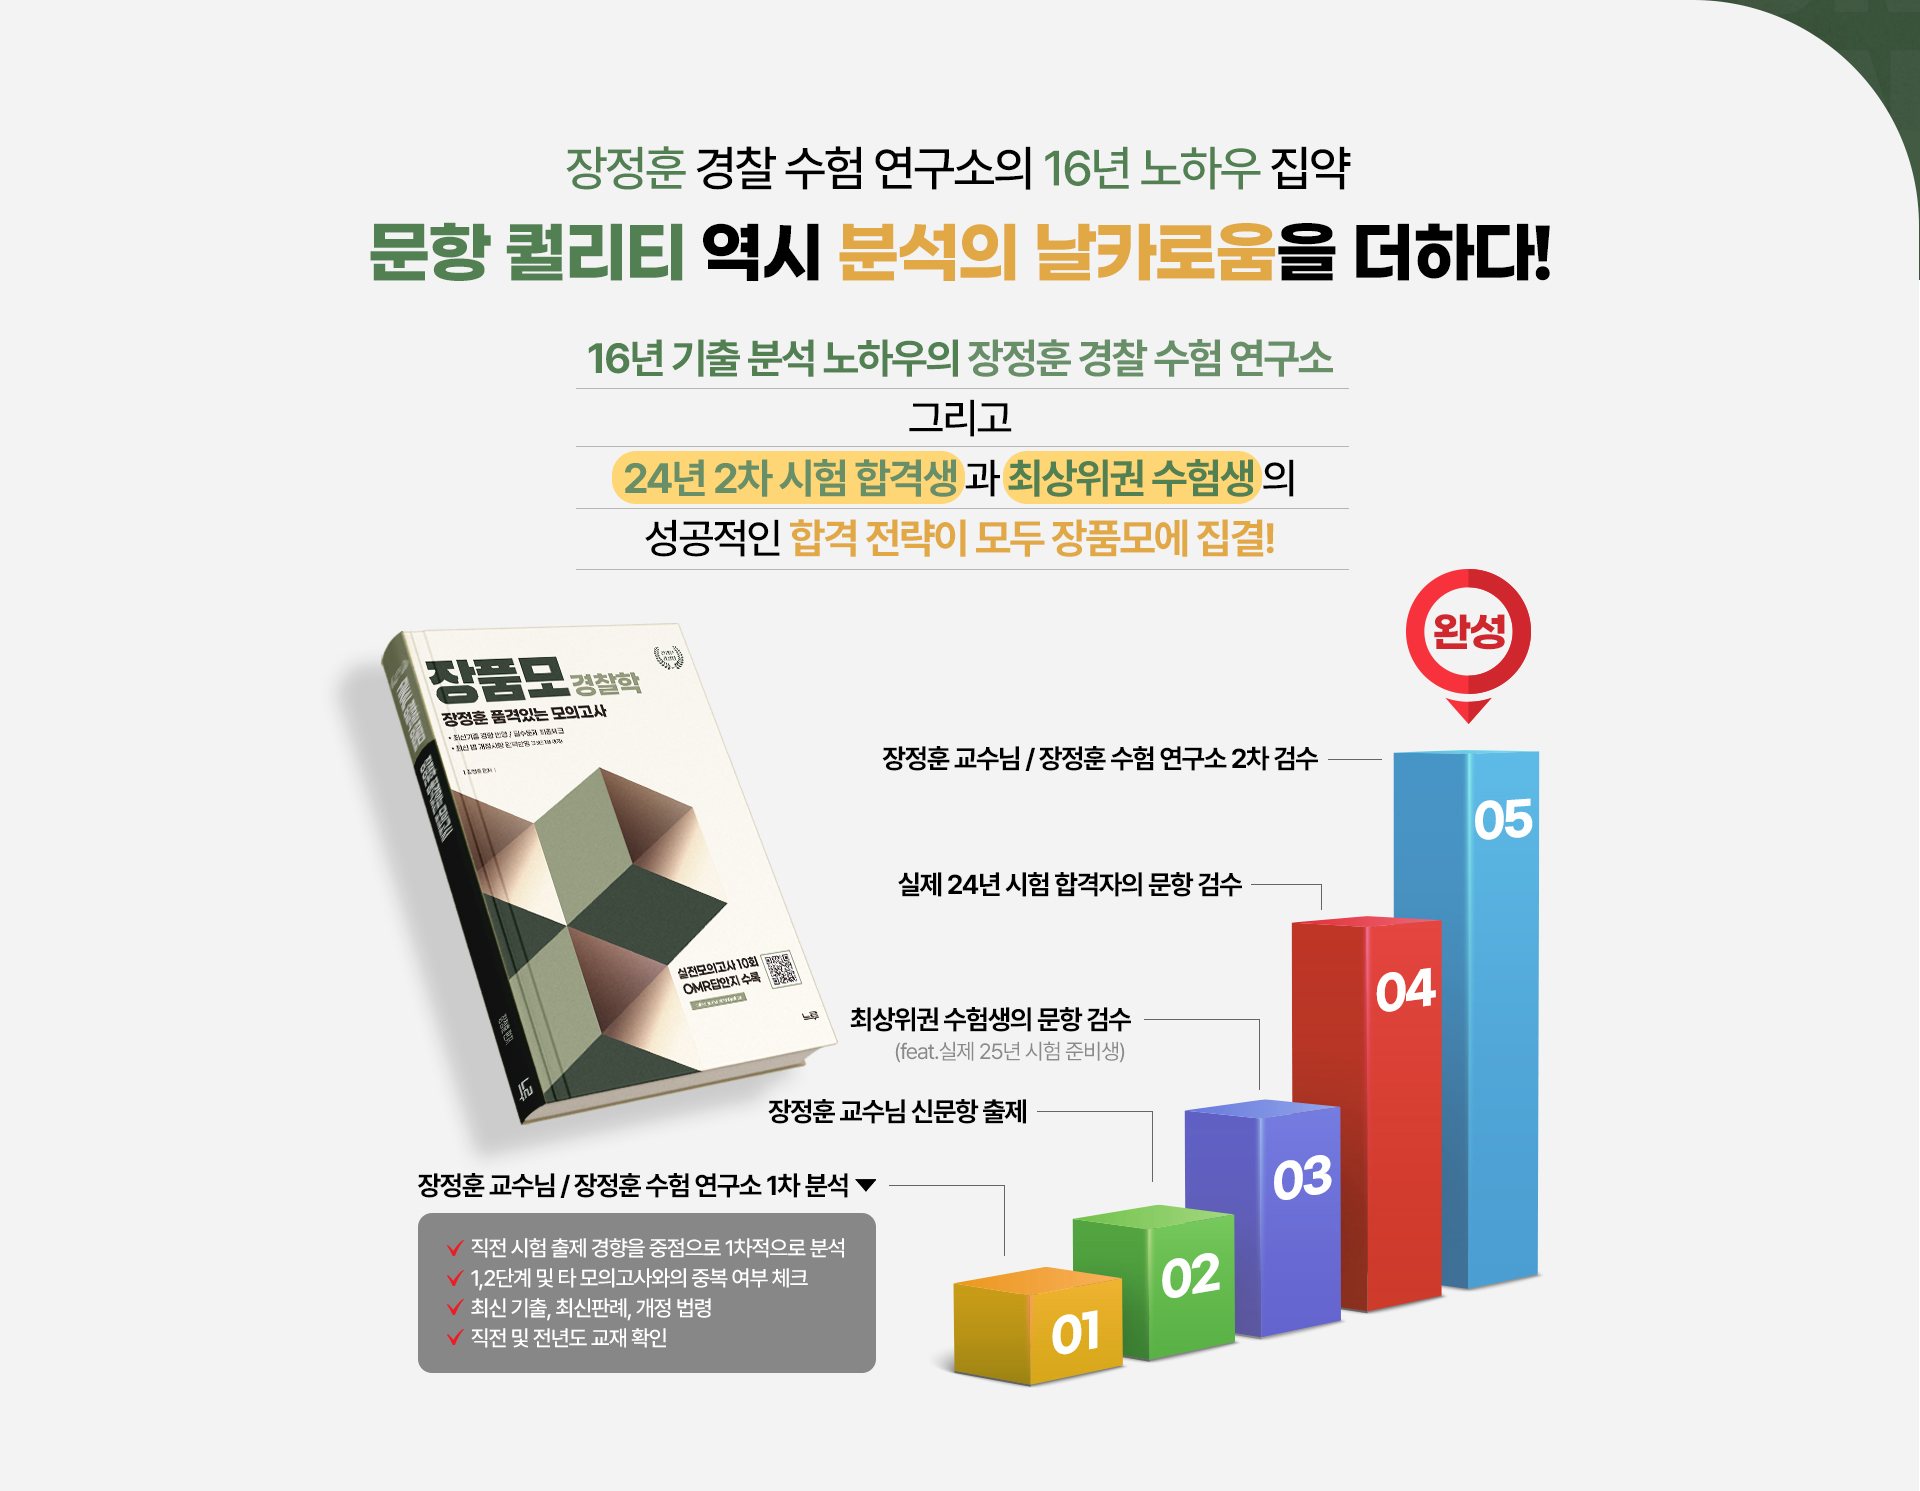 장정훈 경찰 수험 연구소의 16년 노하우 집약
문항 퀄리티 역시 분석의 날카로움을 더하다!
16년 기출 분석 노하우의 장정훈 경찰 수험 연구소
그리고
24년 2차 시험 합격생과 최상위권 수험생의
성공적인 합격 전략이 모두 장품모에 집결!
완성
장품모 경찰학
장정훈 품격있는 모의고사
실전모의고사 10회
OMR답안지 수록
장정훈 교수님 / 장정훈 수험 연구소 2차 검수
05
실제 24년 시험 합격자의 문항 검수
04
최상위권 수험생의 문항 검수
(feat.실제 25년 시험 준비생)
03
장정훈 교수님 신문항 출제
02
장정훈 교수님 / 장정훈 수험 연구소 1차 분석
01
직전 시험 출제 경향을 중점으로 1차적으로 분석
1,2단계 및 타 모의고사와의 중복 여부 체크
최신 기출, 최신판례, 개정 법령
직전 및 전년도 교재 확인